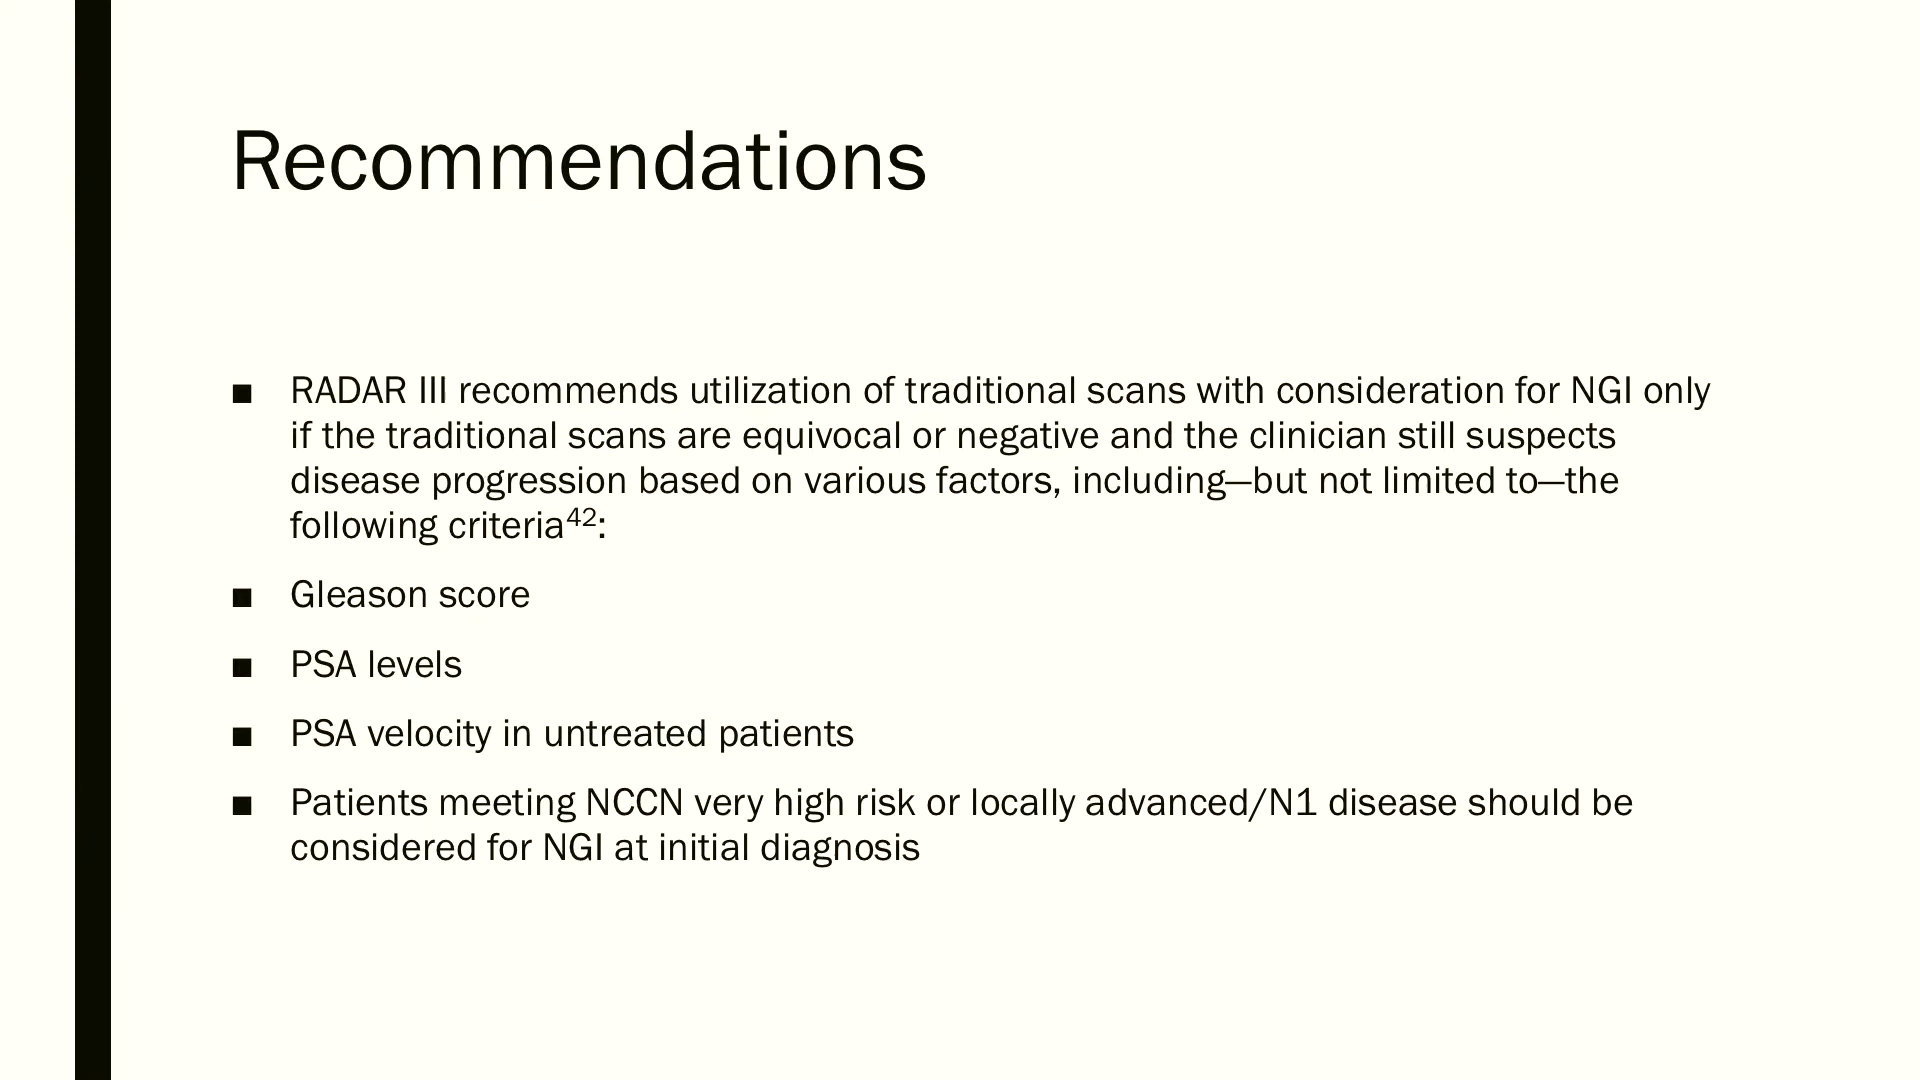 Recommendations
■ RADAR III recommends utilization of traditional scans with consideration for NGI only
if the traditional scans are equivocal or negative and the clinician still suspects
disease progression based on various factors, including—but not limited to—the
following criteria⁴²:
■ Gleason score
■ PSA levels
■ PSA velocity in untreated patients
■ Patients meeting NCCN very high risk or locally advanced/N1 disease should be
considered for NGI at initial diagnosis